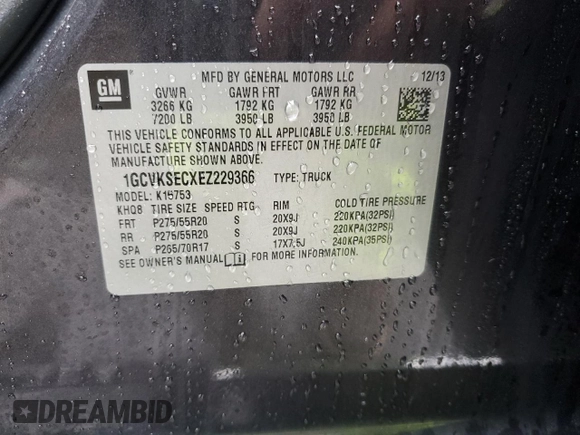 GM
MFD BY GENERAL MOTORS LLC 12/13
GVWR GAWR FRT GAWR RR
3266 KG 1792 KG 1792 KG
7200 LB 3950 LB 3950 LB
THIS VEHICLE CONFORMS TO ALL APPLICABLE U.S. FEDERAL MOTOR
VEHICLE SAFETY STANDARDS IN EFFECT ON THE DATE OF
MANUFACTURE SHOWN ABOVE.
1GCVKSECXEZ229366 TYPE: TRUCK
MODEL: K15753
KHQ8 TIRE SIZE SPEED RTG RIM COLD TIRE PRESSURE
FRT P275/55R20 S 20X9J 220KPA(32PSI)
RR P275/55R20 S 20X9J 220KPA(32PSI)
SPA P265/70R17 S 17X7.5J 240KPA(35PSI)
SEE OWNER'S MANUAL FOR MORE INFORMATION.
DREAMBID